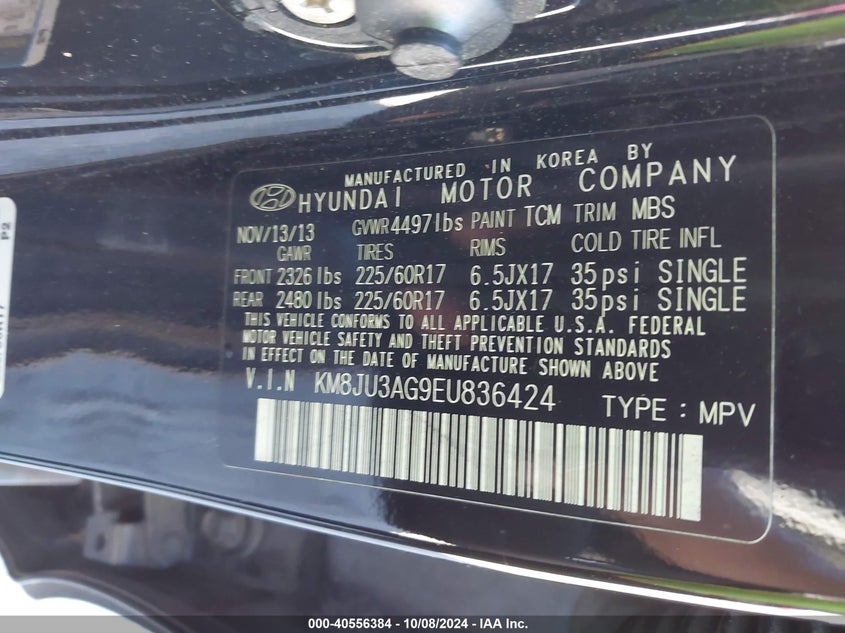 MANUFACTURED IN KOREA BY
HYUNDAI MOTOR COMPANY
NOV/13/13 GVWR 4497lbs PAINT TCM TRIM MBS
GAWR TIRES RIMS COLD TIRE INFL
FRONT 2326 lbs 225/60R17 6.5JX17 35psi SINGLE
REAR 2480 lbs 225/60R17 6.5JX17 35psi SINGLE
THIS VEHICLE CONFORMS TO ALL APPLICABLE U.S.A. FEDERAL
MOTOR VEHICLE SAFETY AND THEFT PREVENTION STANDARDS
IN EFFECT ON THE DATE OF MANUFACTURE SHOWN ABOVE
V.I.N KM8JU3AG9EU836424 TYPE : MPV
P2
000-40556384 - 10/08/2024 - IAA Inc.